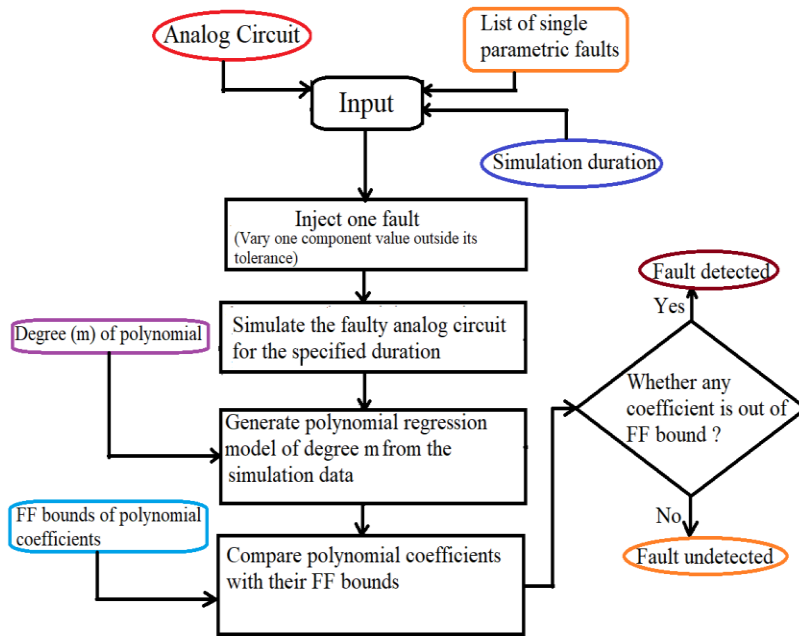 Analog Circuit
List of single
parametric faults
Input
Simulation duration
Inject one fault
(Vary one component value outside its
tolerance)
Fault detected
Yes
Degree (m) of polynomial
Simulate the faulty analog circuit
for the specified duration
Whether any
coefficient is out of
FF bound ?
Generate polynomial regression
model of degree m from the
simulation data
FF bounds of polynomial
coefficients
No
Compare polynomial coefficients
with their FF bounds
Fault undetected